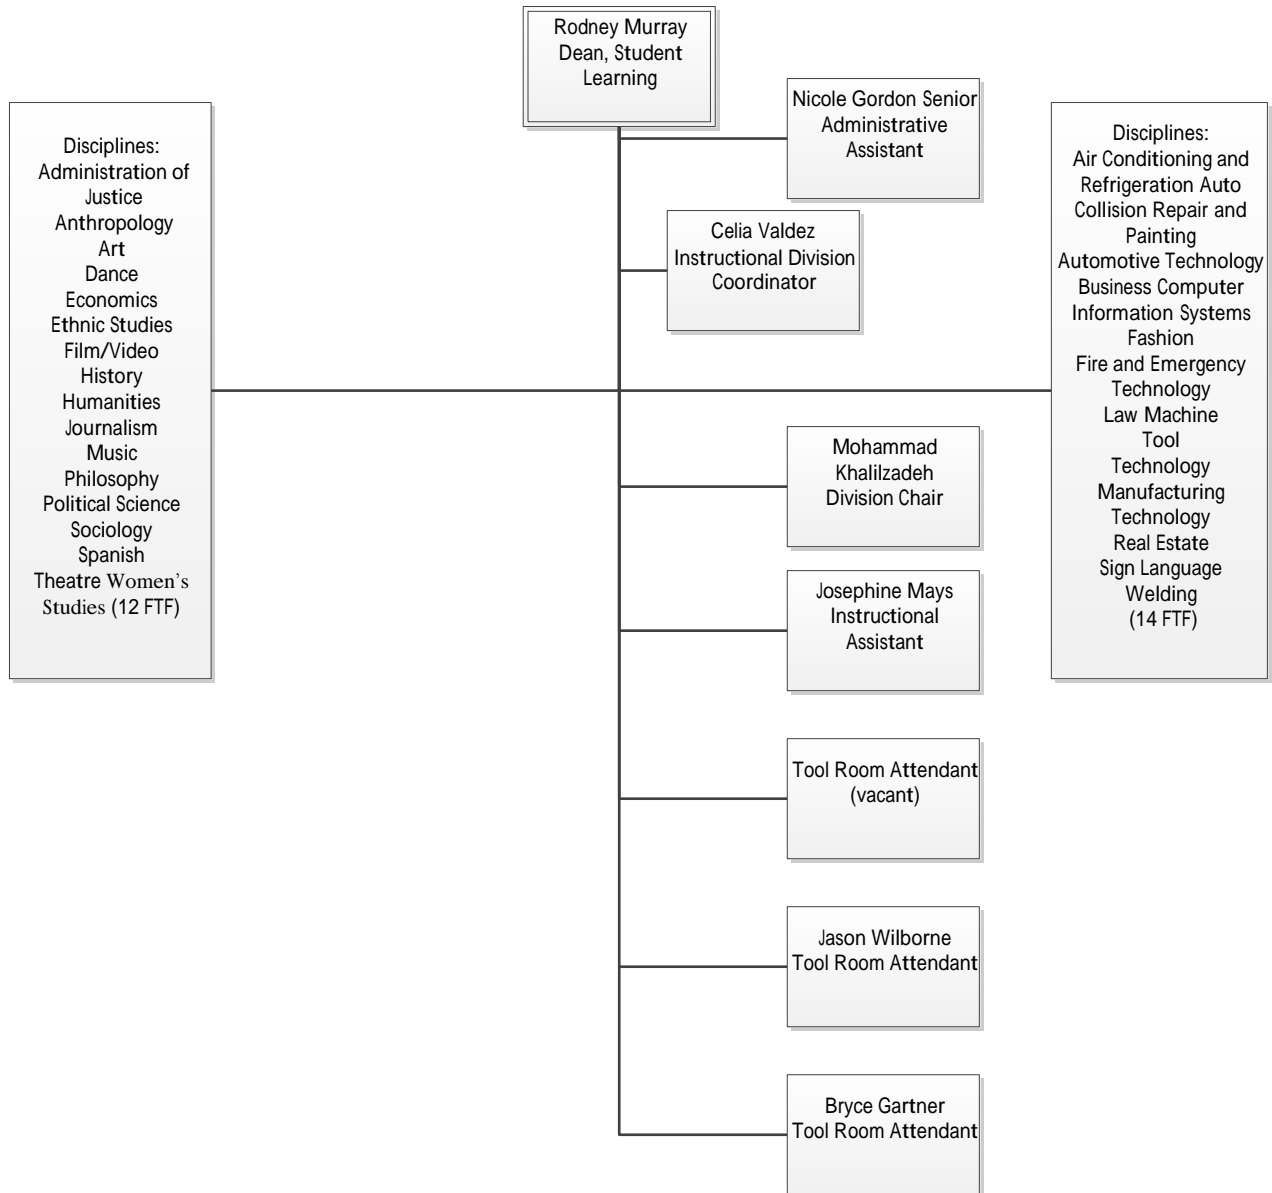 Rodney Murray
Dean, Student
Learning
Nicole Gordon Senior
Administrative
Assistant
Disciplines:
Administration of
Justice
Anthropology
Art
Dance
Economics
Ethnic Studies
Film/Video
History
Humanities
Journalism
Music
Philosophy
Political Science
Sociology
Spanish
Theatre Women’s
Studies (12 FTF)
Celia Valdez
Instructional Division
Coordinator
Disciplines:
Air Conditioning and
Refrigeration Auto
Collision Repair and
Painting
Automotive Technology
Business Computer
Information Systems
Fashion
Fire and Emergency
Technology
Law Machine
Tool
Technology
Manufacturing
Technology
Real Estate
Sign Language
Welding
(14 FTF)
Mohammad
Khalilzadeh
Division Chair
Josephine Mays
Instructional
Assistant
Tool Room Attendant
(vacant)
Jason Wilborne
Tool Room Attendant
Bryce Gartner
Tool Room Attendant